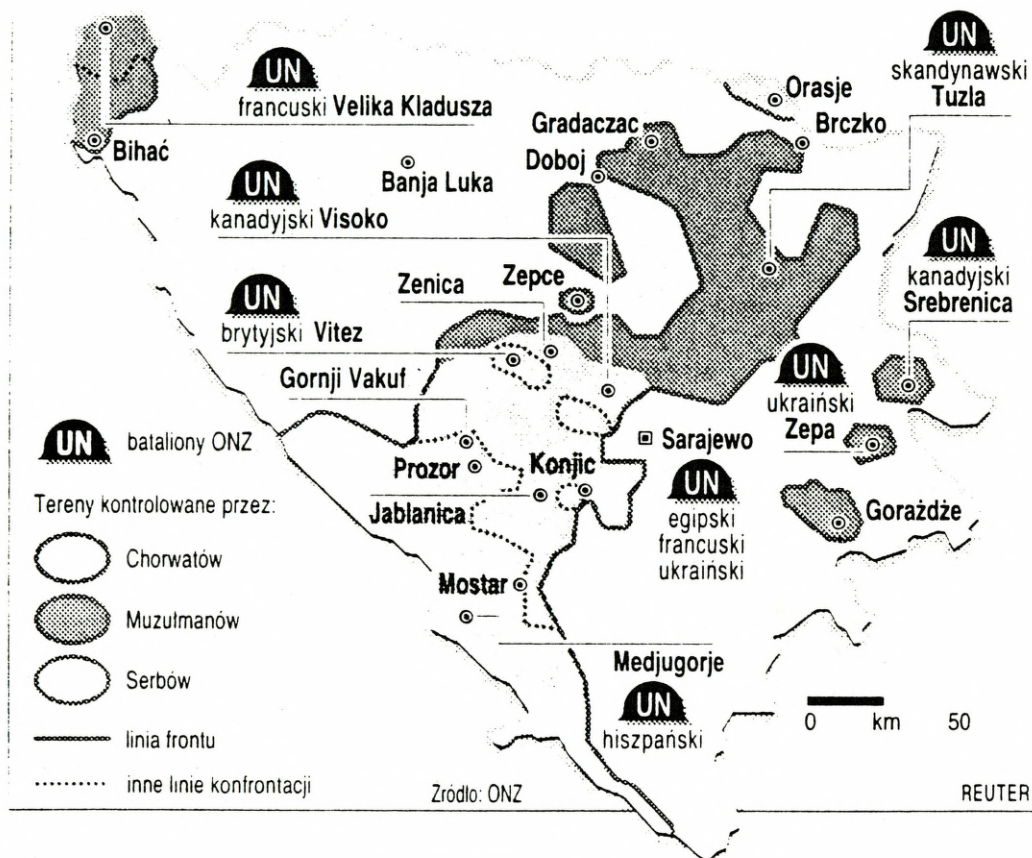 UN
skandynawski
Tuzla
UN
francuski Velika Kladusza
Orasje
Gradaczac
Brczko
Bihać
Doboj
Banja Luka
UN
kanadyjski Visoko
UN
kanadyjski
Srebrenica
Zenica
Zepce
UN
brytyjski Vitez
Gornji Vakuf
UN
ukraiński
Zepa
UN bataliony ONZ
Sarajewo
Prozor
Konjic
UN
egipski
francuski
ukraiński
Jablanica
Gorażdże
Tereny kontrolowane przez:
Chorwatów
Muzułmanów
Serbów
Mostar
Medjugorje
UN
hiszpański
0 km 50
linia frontu
inne linie konfrontacji
Źródło: ONZ
REUTER